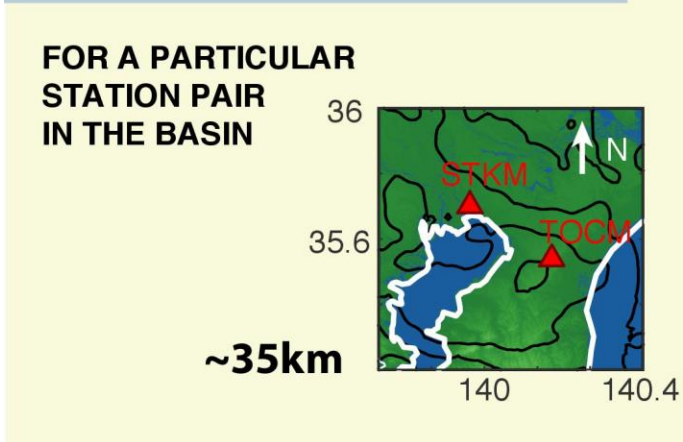 FOR A PARTICULAR
STATION PAIR
IN THE BASIN
36
N
STKM
TOCM
35.6
~35km
140
140.4